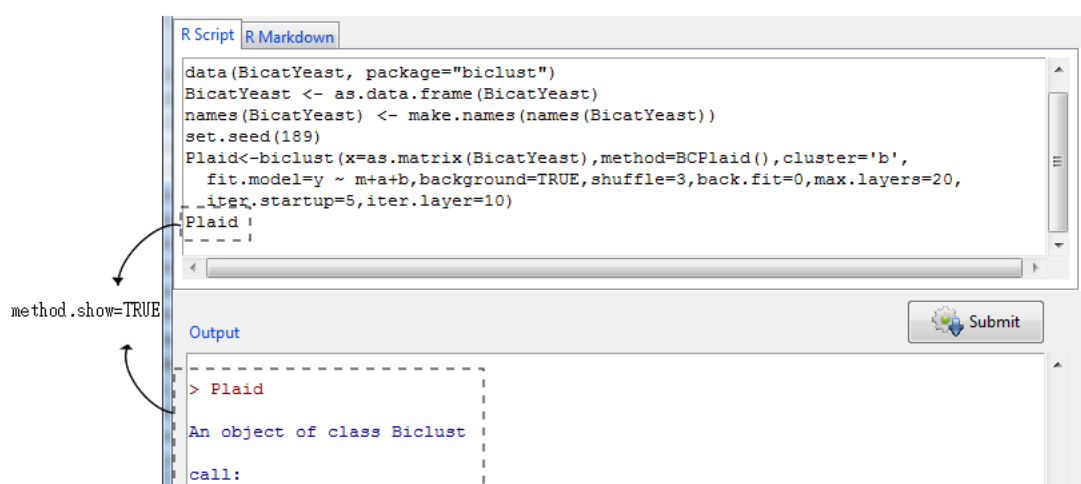 R Script R Markdown
data(BicatYeast, package="biclust")
BicatYeast <- as.data.frame(BicatYeast)
names(BicatYeast) <- make.names(names(BicatYeast))
set.seed(189)
Plaid<-biclust(x=as.matrix(BicatYeast),method=BCPlaid(),cluster='b',
  fit.model=y ~ m+a+b,background=TRUE,shuffle=3,back.fit=0,max.layers=20,
  iter.startup=5,iter.layer=10)
Plaid
method.show=TRUE
Submit
Output
> Plaid
An object of class Biclust
call: